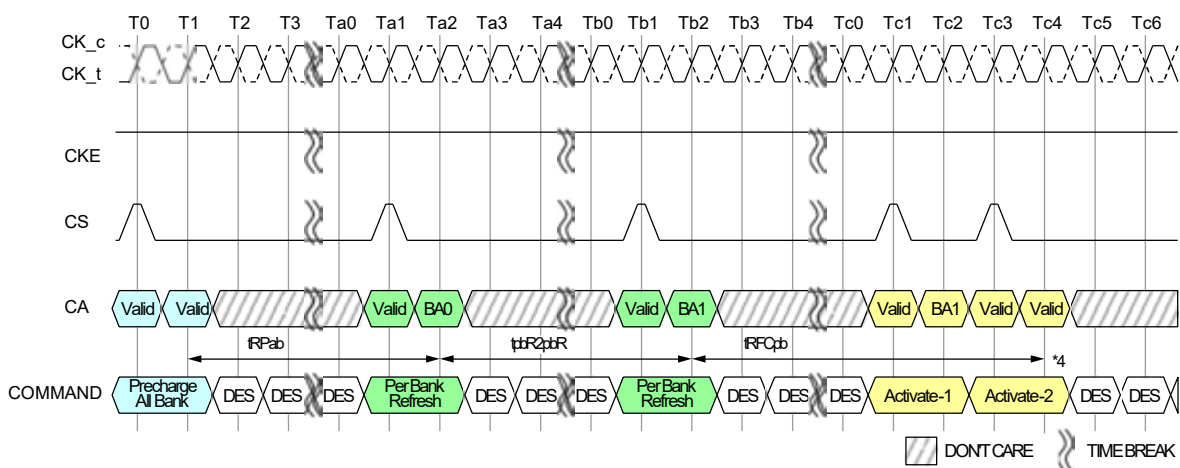 T0 T1 T2 T3 Ta0 Ta1 Ta2 Ta3 Ta4 Tb0 Tb1 Tb2 Tb3 Tb4 Tc0 Tc1 Tc2 Tc3 Tc4 Tc5 Tc6
CK_c
CK_t
CKE
CS
CA Valid Valid Valid BA0 Valid BA1 Valid BA1 Valid Valid
tRPab tpbR2pbR tRFCpb *4
COMMAND Precharge All Bank DES DES DES Per Bank Refresh DES DES DES Per Bank Refresh DES DES DES Activate-1 Activate-2 DES DES
DON'T CARE TIME BREAK